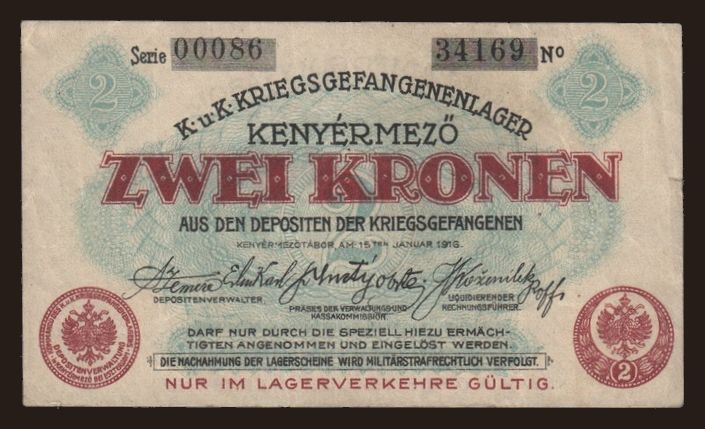 Serie 00086 34169 No
2 2
K.u.K. KRIEGSGEFANGENENLAGER
KENYÉRMEZŐ
ZWEI KRONEN
2
AUS DEN DEPOSITEN DER KRIEGSGEFANGENEN
KENYÉRMEZŐTÁBOR, AM 15TEN JANUAR 1916.
DEPOSITENVERWALTER.
PRÄSES DER VERWALTUNGS-UND
KASSAKOMMISSION.
LIQUIDIERENDER
RECHNUNGSFÜHRER.
DARF NUR DURCH DIE SPEZIELL HIEZU ERMÄCH-
TIGTEN ANGENOMMEN UND EINGELÖST WERDEN.
DIE NACHAHMUNG DER LAGERSCHEINE WIRD MILITÄRSTRAFRECHTLICH VERFOLGT.
NUR IM LAGERVERKEHRE GÜLTIG.
DEPOSITENVERWALTUNG
2